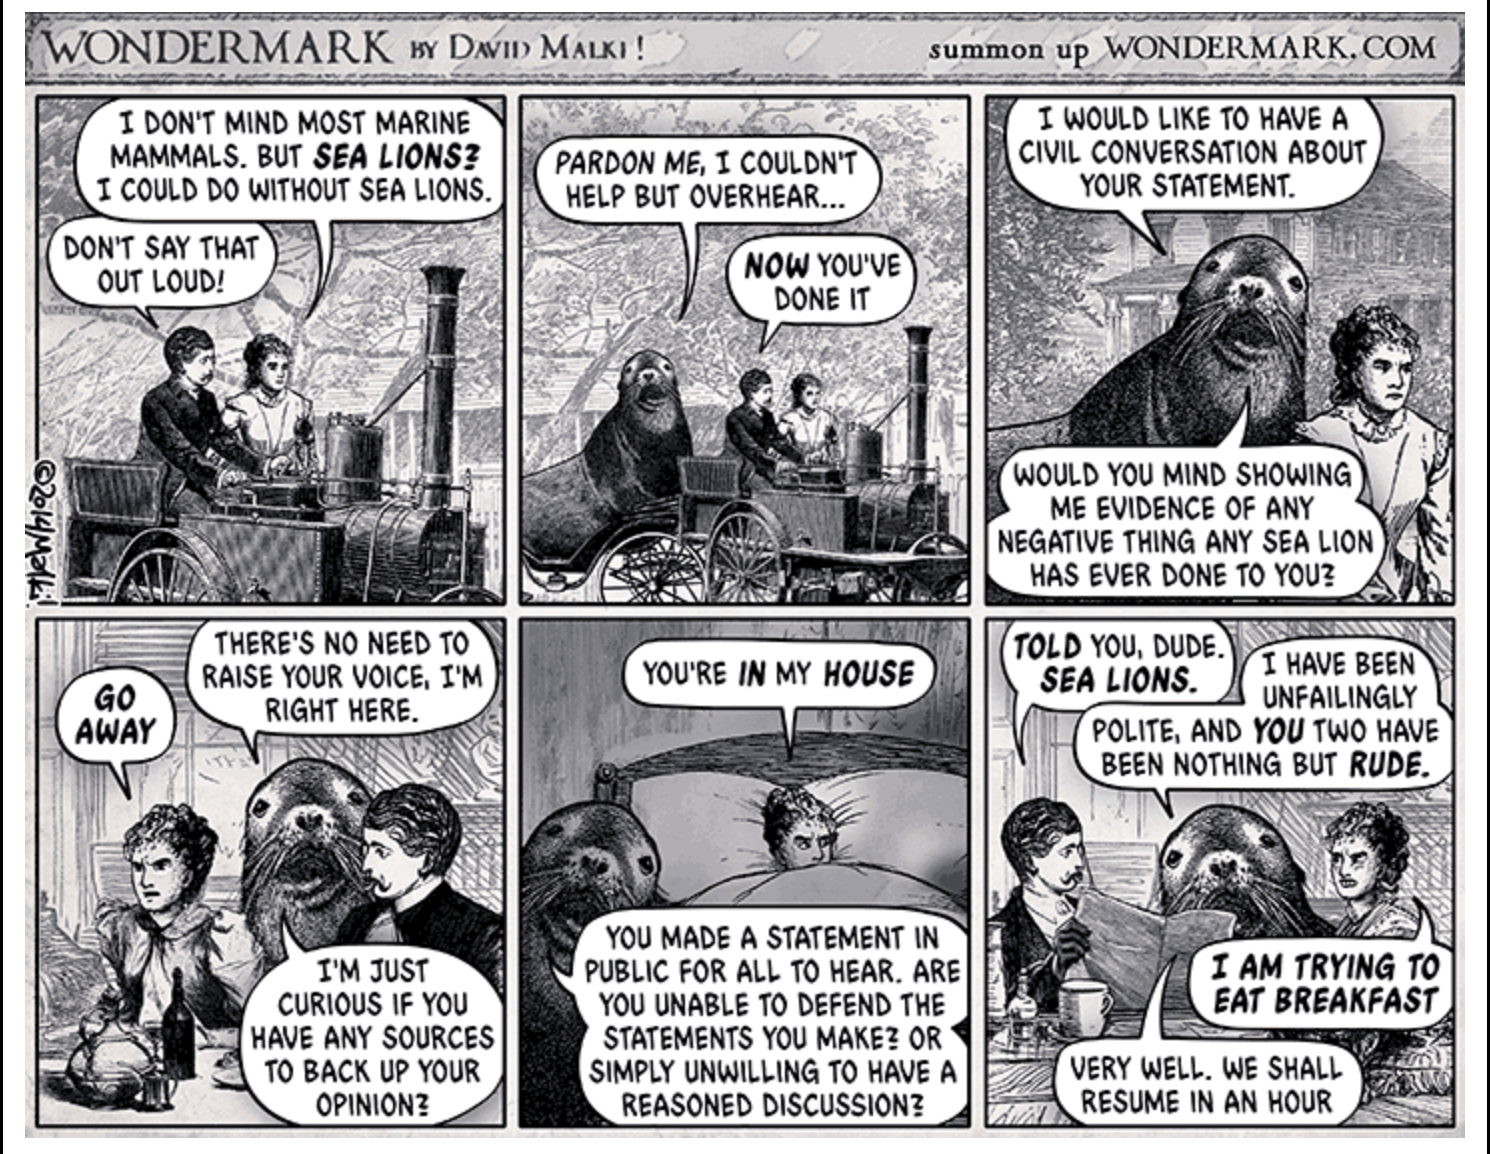 WONDERMARK BY DAVID MALKI !
summon up WONDERMARK.COM
I DON'T MIND MOST MARINE
MAMMALS. BUT SEA LIONS?
I COULD DO WITHOUT SEA LIONS.
DON'T SAY THAT
OUT LOUD!
©2014 Malki!
PARDON ME, I COULDN'T
HELP BUT OVERHEAR...
NOW YOU'VE
DONE IT
I WOULD LIKE TO HAVE A
CIVIL CONVERSATION ABOUT
YOUR STATEMENT.
WOULD YOU MIND SHOWING
ME EVIDENCE OF ANY
NEGATIVE THING ANY SEA LION
HAS EVER DONE TO YOU?
GO
AWAY
THERE'S NO NEED TO
RAISE YOUR VOICE, I'M
RIGHT HERE.
I'M JUST
CURIOUS IF YOU
HAVE ANY SOURCES
TO BACK UP YOUR
OPINION?
YOU'RE IN MY HOUSE
YOU MADE A STATEMENT IN
PUBLIC FOR ALL TO HEAR. ARE
YOU UNABLE TO DEFEND THE
STATEMENTS YOU MAKE? OR
SIMPLY UNWILLING TO HAVE A
REASONED DISCUSSION?
TOLD YOU, DUDE.
SEA LIONS.
I HAVE BEEN
UNFAILINGLY
POLITE, AND YOU TWO HAVE
BEEN NOTHING BUT RUDE.
I AM TRYING TO
EAT BREAKFAST
VERY WELL. WE SHALL
RESUME IN AN HOUR